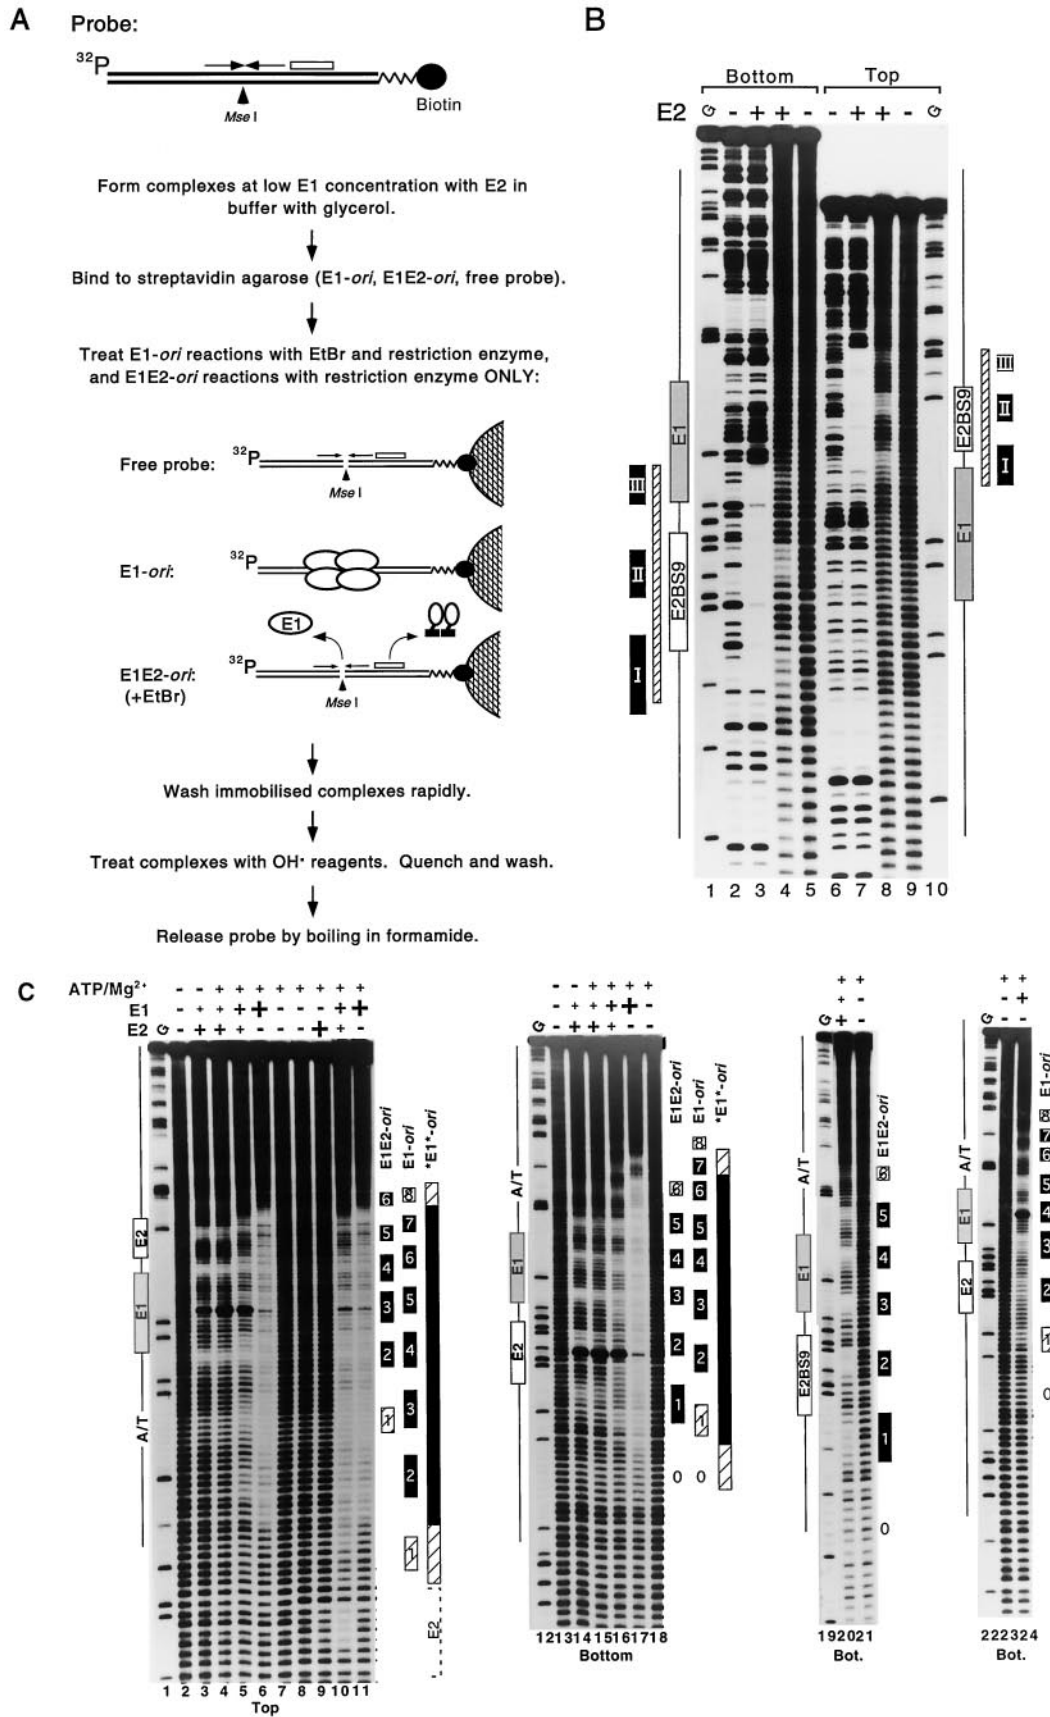 A
Probe:
32P
Mse I
Biotin
Form complexes at low E1 concentration with E2 in
buffer with glycerol.
Bind to streptavidin agarose (E1-ori, E1E2-ori, free probe).
Treat E1-ori reactions with EtBr and restriction enzyme,
and E1E2-ori reactions with restriction enzyme ONLY:
Free probe:
32P
Mse I
E1-ori:
32P
E1
E1E2-ori:
(+EtBr)
32P
Mse I
Wash immobilised complexes rapidly.
Treat complexes with OH• reagents. Quench and wash.
Release probe by boiling in formamide.
B
Bottom Top
E2 G - + + - - + + - G
E1
E2BS9
III
II
I
E2BS9
E1
III
II
I
1 2 3 4 5 6 7 8 9 10
C
ATP/Mg2+ - - + + + + + + + +
E1 - + + + + - - - + +
E2 G - + + + - - - + + -
E2
E1
A/T
E1E2-ori
E1-ori
*E1*-ori
6 5 4 3 2 1
8 7 6 5 4 3 2 1
E2
1 2 3 4 5 6 7 8 9 10 11
Top
- - + + + +
- + + + + -
G - + + + - -
A/T
E1
E2
E1E2-ori
E1-ori
*E1*-ori
6 5 4 3 2 1 0
8 7 6 5 4 3 2 1 0
12 13 14 15 16 17 18
Bottom
+ +
+ -
G + -
A/T
E1
E2BS9
E1E2-ori
6 5 4 3 2 1 0
19 20 21
Bot.
+ +
- +
G - -
A/T
E1
E2
E1-ori
8 7 6 5 4 3 2 1 0
22 23 24
Bot.